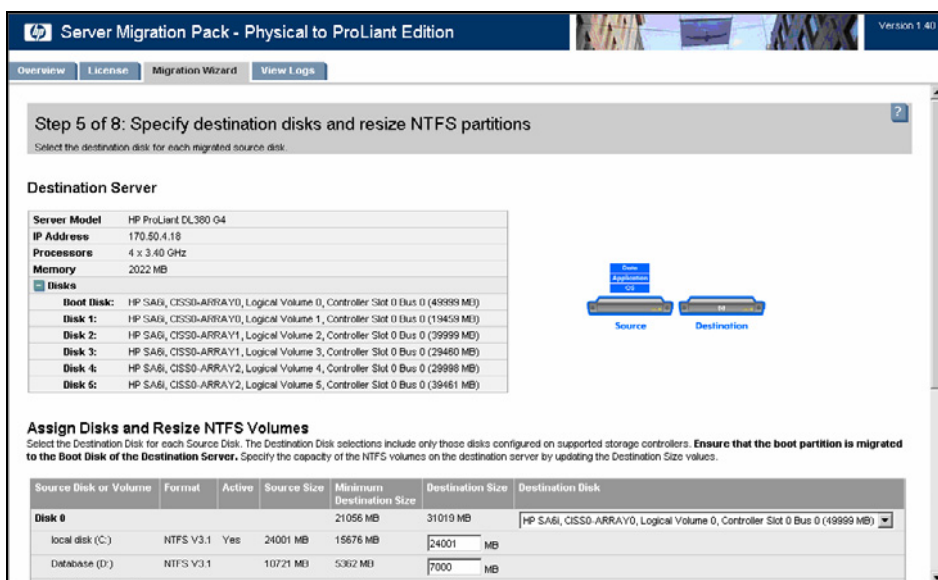 hp Server Migration Pack - Physical to ProLiant Edition
Version 1.40
Overview License Migration Wizard View Logs
Step 5 of 8: Specify destination disks and resize NTFS partitions
?
Select the destination disk for each migrated source disk.
Destination Server
Server Model HP ProLiant DL380 G4
IP Address 170.50.4.18
Processors 4 x 3.40 GHz
Memory 2022 MB
Disks
Boot Disk: HP SA6i, CISS0-ARRAY0, Logical Volume 0, Controller Slot 0 Bus 0 (49999 MB)
Disk 1: HP SA6i, CISS0-ARRAY0, Logical Volume 1, Controller Slot 0 Bus 0 (19459 MB)
Disk 2: HP SA6i, CISS0-ARRAY1, Logical Volume 2, Controller Slot 0 Bus 0 (39999 MB)
Disk 3: HP SA6i, CISS0-ARRAY1, Logical Volume 3, Controller Slot 0 Bus 0 (29460 MB)
Disk 4: HP SA6i, CISS0-ARRAY2, Logical Volume 4, Controller Slot 0 Bus 0 (29998 MB)
Disk 5: HP SA6i, CISS0-ARRAY2, Logical Volume 5, Controller Slot 0 Bus 0 (39461 MB)
Data
Application
OS
Source Destination
Assign Disks and Resize NTFS Volumes
Select the Destination Disk for each Source Disk. The Destination Disk selections include only those disks configured on supported storage controllers. Ensure that the boot partition is migrated
to the Boot Disk of the Destination Server. Specify the capacity of the NTFS volumes on the destination server by updating the Destination Size values.
Source Disk or Volume Format Active Source Size Minimum Destination Size Destination Size Destination Disk
Disk 0 21056 MB 31019 MB HP SA6i, CISS0-ARRAY0, Logical Volume 0, Controller Slot 0 Bus 0 (49999 MB)
local disk (C:) NTFS V3.1 Yes 24001 MB 15676 MB 24001 MB
Database (D:) NTFS V3.1 10721 MB 5362 MB 7000 MB